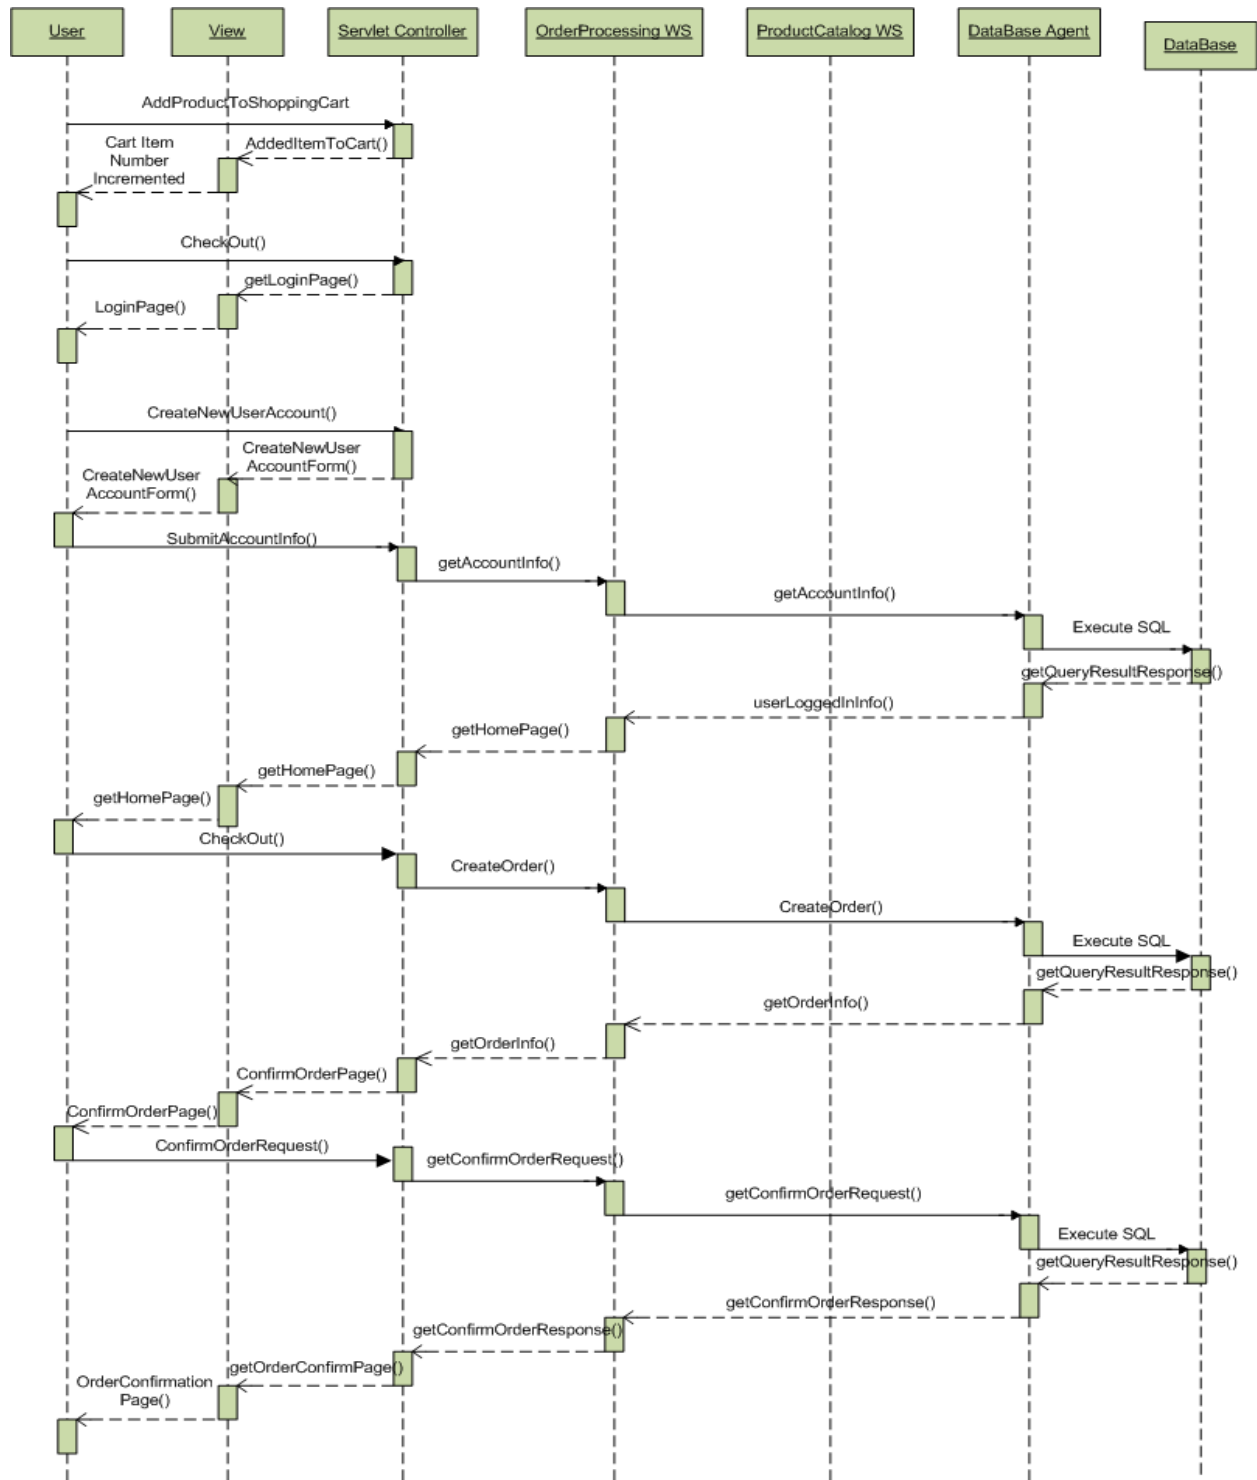 User
View
Servlet Controller
OrderProcessing WS
ProductCatalog WS
DataBase Agent
DataBase
AddProductToShoppingCart
Cart Item
Number
Incremented
AddedItemToCart()
CheckOut()
getLoginPage()
LoginPage()
CreateNewUserAccount()
CreateNewUser
AccountForm()
CreateNewUser
AccountForm()
SubmitAccountInfo()
getAccountInfo()
getAccountInfo()
Execute SQL
getQueryResultResponse()
userLoggedInInfo()
getHomePage()
getHomePage()
getHomePage()
CheckOut()
CreateOrder()
CreateOrder()
Execute SQL
getQueryResultResponse()
getOrderInfo()
getOrderInfo()
ConfirmOrderPage()
ConfirmOrderPage()
ConfirmOrderRequest()
getConfirmOrderRequest()
getConfirmOrderRequest()
Execute SQL
getQueryResultResponse()
getConfirmOrderResponse()
getConfirmOrderResponse()
getOrderConfirmPage()
OrderConfirmation
Page()